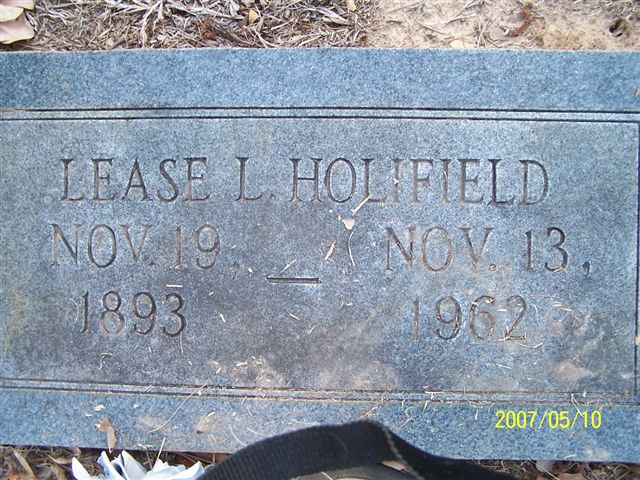 LEASE L. HOLIFIELD
NOV. 19, — NOV. 13,
1893 1962
2007/05/10